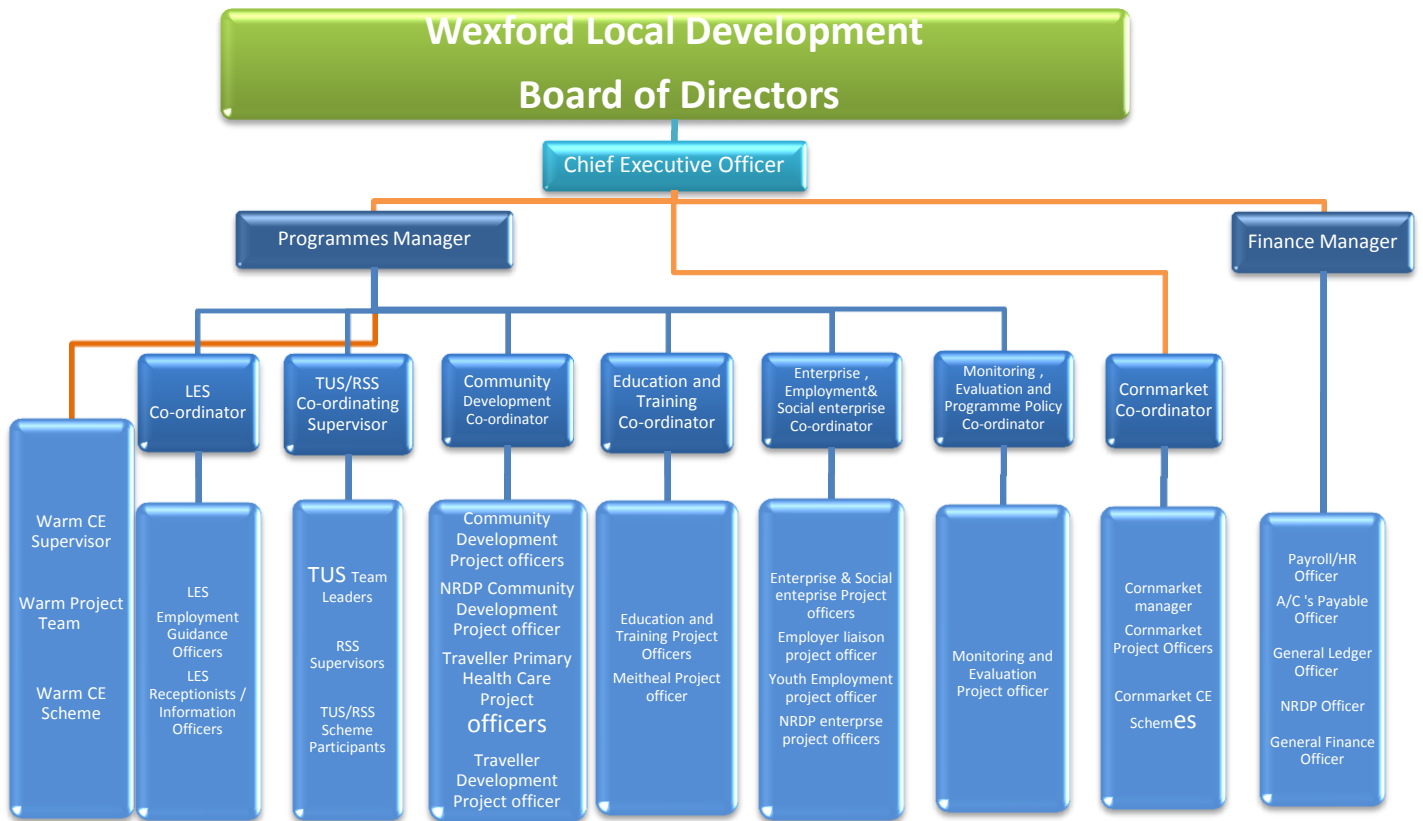 Wexford Local Development
Board of Directors
Chief Executive Officer
Programmes Manager
Finance Manager
LES
Co-ordinator
TUS/RSS
Co-ordinating
Supervisor
Community
Development
Co-ordinator
Education and
Training
Co-ordinator
Enterprise ,
Employment&
Social enterprise
Co-ordinator
Monitoring ,
Evaluation and
Programme Policy
Co-ordinator
Cornmarket
Co-ordinator
Warm CE
Supervisor
Warm Project
Team
Warm CE
Scheme
LES
Employment
Guidance
Officers
LES
Receptionists /
Information
Officers
TUS Team
Leaders
RSS
Supervisors
TUS/RSS
Scheme
Participants
Community
Development
Project officers
NRDP Community
Development
Project officer
Traveller Primary
Health Care
Project
officers
Traveller
Development
Project officer
Education and
Training Project
Officers
Meitheal Project
officer
Enterprise & Social
enteprise Project
officers
Employer liaison
project officer
Youth Employment
project officer
NRDP enterprse
project officers
Monitoring and
Evaluation
Project officer
Cornmarket
manager
Cornmarket
Project Officers
Cornmarket CE
Schemes
Payroll/HR
Officer
A/C 's Payable
Officer
General Ledger
Officer
NRDP Officer
General Finance
Officer